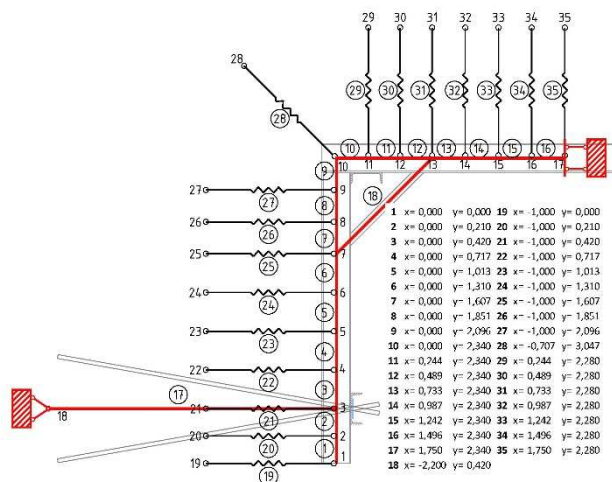 29 30 31 32 33 34 35
28
29 30 31 32 33 34 35
28
10 11 12 13 14 15 16
10 11 12 13 14 15 16 17
9
27 27 9
18
8
26 26 8
7
25 25 7
6
24 24 6
5
23 23 5
4
22 22 4
3
17
18 21 21 3
2
20 20 2
1
19 19 1
1 x= 0,000 y= 0,000 19 x= -1,000 y= 0,000
2 x= 0,000 y= 0,210 20 x= -1,000 y= 0,210
3 x= 0,000 y= 0,420 21 x= -1,000 y= 0,420
4 x= 0,000 y= 0,717 22 x= -1,000 y= 0,717
5 x= 0,000 y= 1,013 23 x= -1,000 y= 1,013
6 x= 0,000 y= 1,310 24 x= -1,000 y= 1,310
7 x= 0,000 y= 1,607 25 x= -1,000 y= 1,607
8 x= 0,000 y= 1,851 26 x= -1,000 y= 1,851
9 x= 0,000 y= 2,096 27 x= -1,000 y= 2,096
10 x= 0,000 y= 2,340 28 x= -0,707 y= 3,047
11 x= 0,244 y= 2,340 29 x= 0,244 y= 2,280
12 x= 0,489 y= 2,340 30 x= 0,489 y= 2,280
13 x= 0,733 y= 2,340 31 x= 0,733 y= 2,280
14 x= 0,987 y= 2,340 32 x= 0,987 y= 2,280
15 x= 1,242 y= 2,340 33 x= 1,242 y= 2,280
16 x= 1,496 y= 2,340 34 x= 1,496 y= 2,280
17 x= 1,750 y= 2,340 35 x= 1,750 y= 2,280
18 x= -2,200 y= 0,420